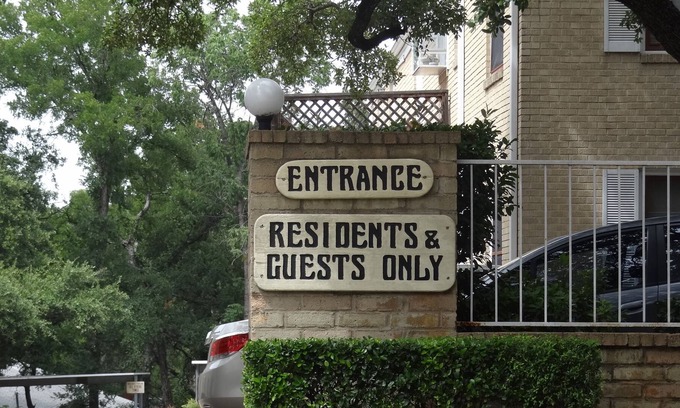 ENTRANCE
RESIDENTS &
GUESTS ONLY